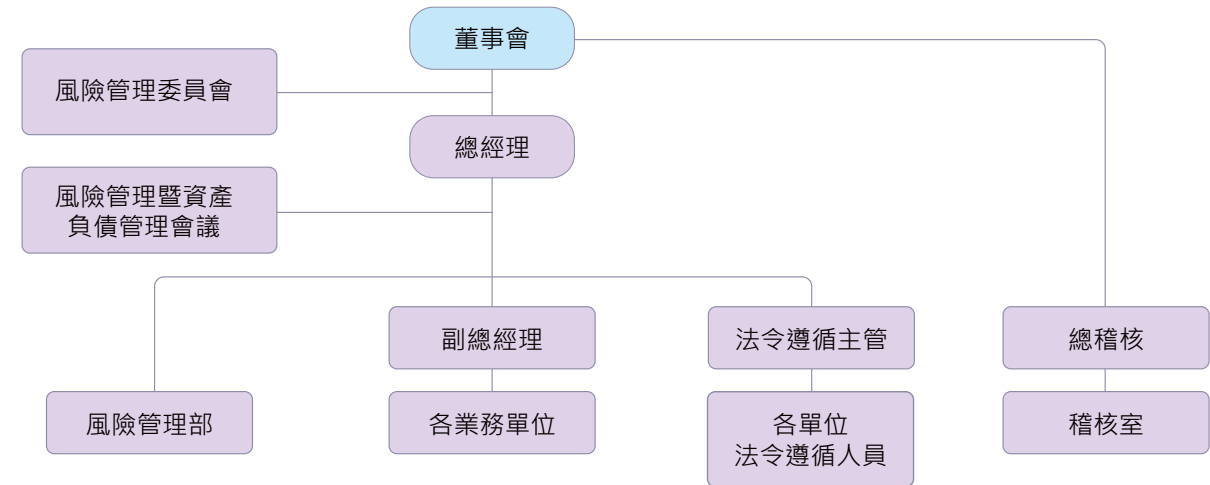 董事會
風險管理委員會
總經理
風險管理暨資產
負債管理會議
副總經理
法令遵循主管
總稽核
風險管理部
各業務單位
各單位
法令遵循人員
稽核室